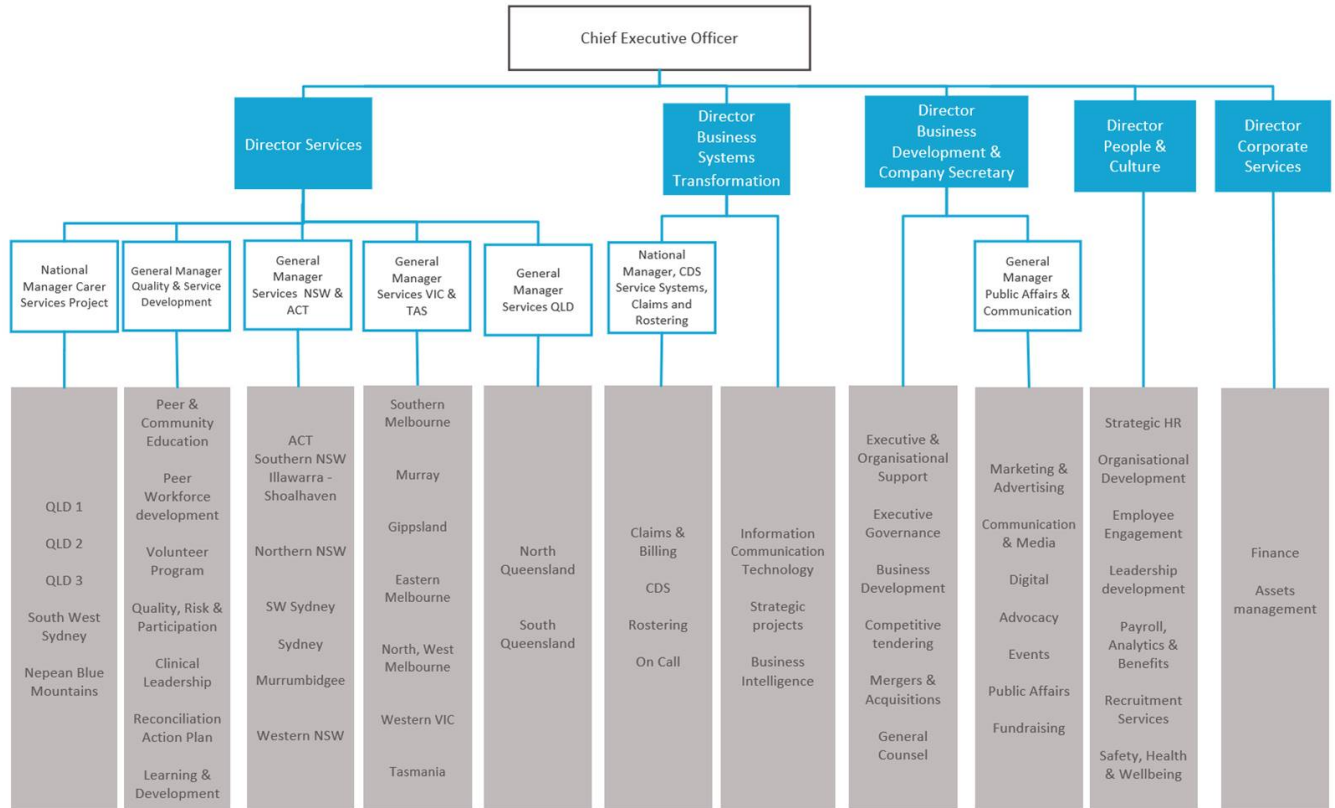 Chief Executive Officer
Director Services
Director
Business
Systems
Transformation
Director
Business
Development &
Company Secretary
Director
People &
Culture
Director
Corporate
Services
National
Manager Carer
Services Project
General Manager
Quality & Service
Development
General
Manager
Services NSW &
ACT
General
Manager
Services VIC &
TAS
General
Manager
Services QLD
National
Manager, CDS
Service Systems,
Claims and
Rostering
General
Manager
Public Affairs &
Communication
QLD 1
QLD 2
QLD 3
South West
Sydney
Nepean Blue
Mountains
Peer &
Community
Education
Peer
Workforce
development
Volunteer
Program
Quality, Risk &
Participation
Clinical
Leadership
Reconciliation
Action Plan
Learning &
Development
ACT
Southern NSW
Illawarra -
Shoalhaven
Northern NSW
SW Sydney
Sydney
Murrumbidgee
Western NSW
Southern
Melbourne
Murray
Gippsland
Eastern
Melbourne
North, West
Melbourne
Western VIC
Tasmania
North
Queensland
South
Queensland
Claims &
Billing
CDS
Rostering
On Call
Information
Communication
Technology
Strategic
projects
Business
Intelligence
Executive &
Organisational
Support
Executive
Governance
Business
Development
Competitive
tendering
Mergers &
Acquisitions
General
Counsel
Marketing &
Advertising
Communication
& Media
Digital
Advocacy
Events
Public Affairs
Fundraising
Strategic HR
Organisational
Development
Employee
Engagement
Leadership
development
Payroll,
Analytics &
Benefits
Recruitment
Services
Safety, Health
& Wellbeing
Finance
Assets
management